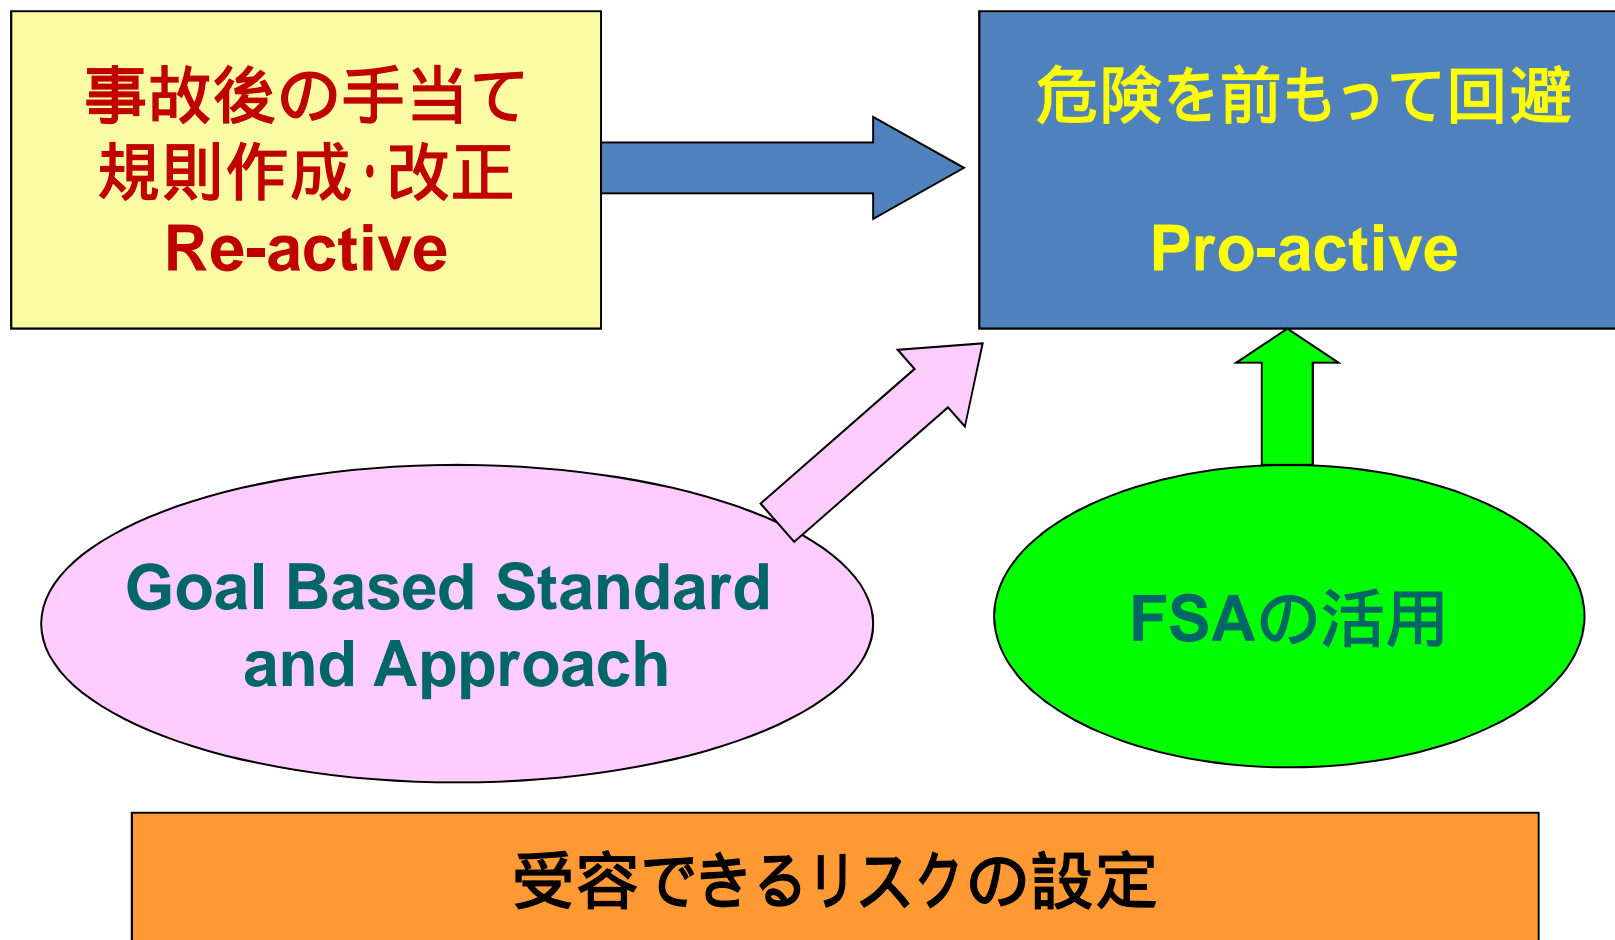 事故後の手当て
規則作成・改正
Re-active
危険を前もって回避
Pro-active
Goal Based Standard
and Approach
FSAの活用
受容できるリスクの設定